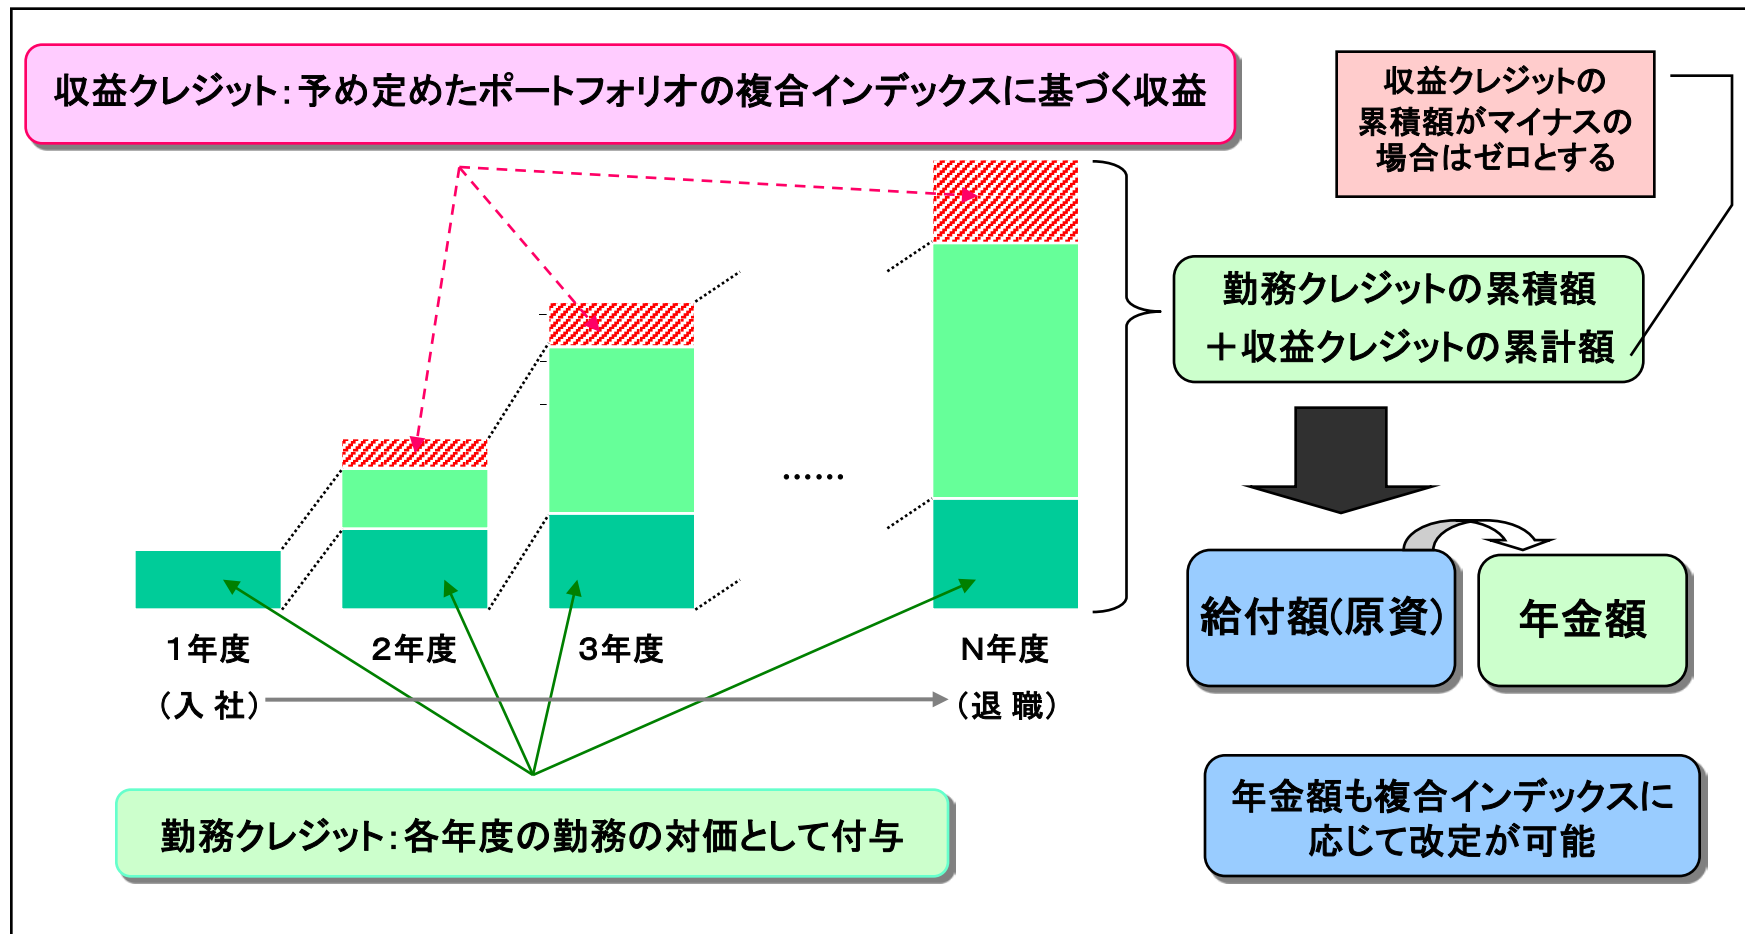 収益クレジット：予め定めたポートフォリオの複合インデックスに基づく収益
収益クレジットの
累積額がマイナスの
場合はゼロとする
勤務クレジットの累積額
＋収益クレジットの累計額
……
給付額(原資)
年金額
１年度
２年度
３年度
Ｎ年度
（入 社）
（退 職）
年金額も複合インデックスに
応じて改定が可能
勤務クレジット：各年度の勤務の対価として付与